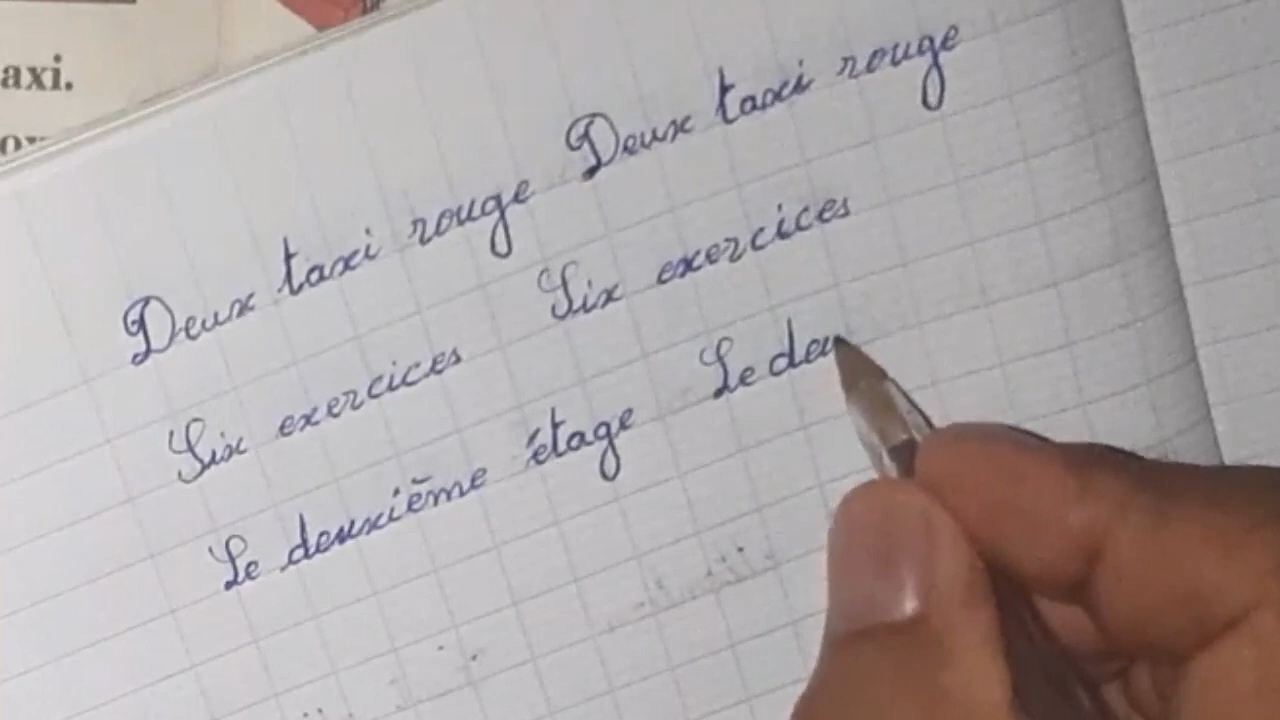 axi.
Deux taxi rouge Deux taxi rouge
Six exercices Six exercices
Le deuxième étage Le deu